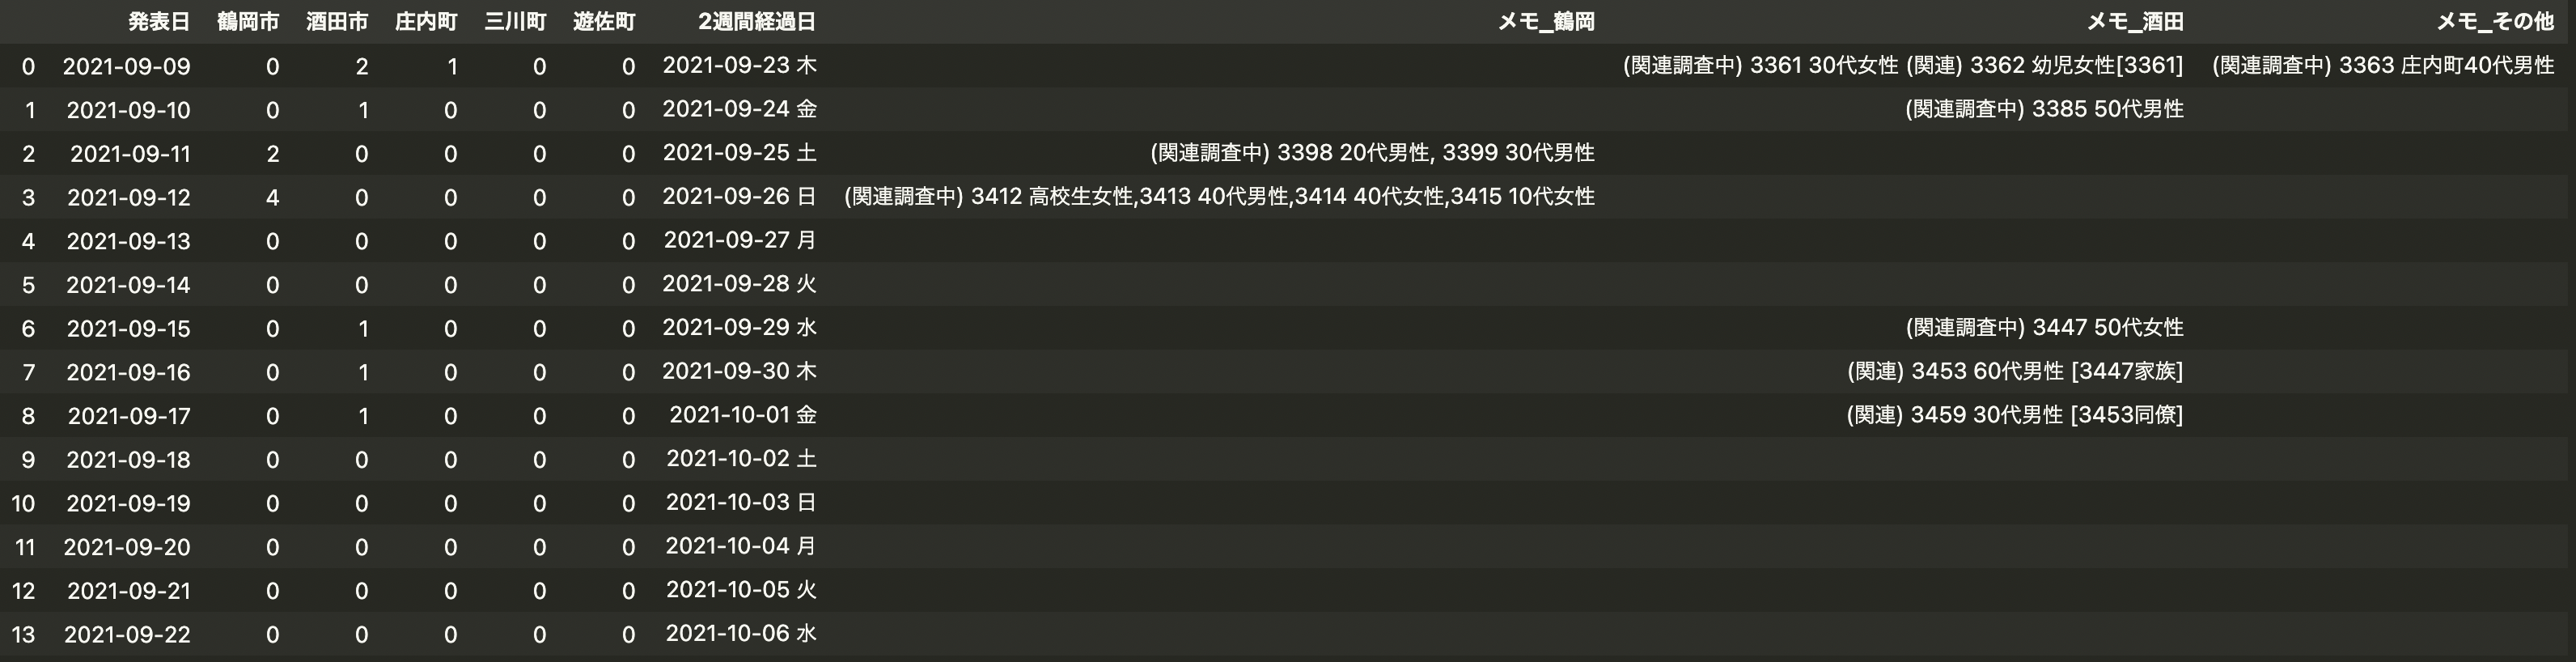 発表日 鶴岡市 酒田市 庄内町 三川町 遊佐町 2週間経過日 メモ_鶴岡 メモ_酒田 メモ_その他
0 2021-09-09 0 2 1 0 0 2021-09-23 木 (関連調査中) 3361 30代女性 (関連) 3362 幼児女性[3361] (関連調査中) 3363 庄内町40代男性
1 2021-09-10 0 1 0 0 0 2021-09-24 金 (関連調査中) 3385 50代男性
2 2021-09-11 2 0 0 0 0 2021-09-25 土 (関連調査中) 3398 20代男性, 3399 30代男性
3 2021-09-12 4 0 0 0 0 2021-09-26 日 (関連調査中) 3412 高校生女性,3413 40代男性,3414 40代女性,3415 10代女性
4 2021-09-13 0 0 0 0 0 2021-09-27 月
5 2021-09-14 0 0 0 0 0 2021-09-28 火
6 2021-09-15 0 1 0 0 0 2021-09-29 水 (関連調査中) 3447 50代女性
7 2021-09-16 0 1 0 0 0 2021-09-30 木 (関連) 3453 60代男性 [3447家族]
8 2021-09-17 0 1 0 0 0 2021-10-01 金 (関連) 3459 30代男性 [3453同僚]
9 2021-09-18 0 0 0 0 0 2021-10-02 土
10 2021-09-19 0 0 0 0 0 2021-10-03 日
11 2021-09-20 0 0 0 0 0 2021-10-04 月
12 2021-09-21 0 0 0 0 0 2021-10-05 火
13 2021-09-22 0 0 0 0 0 2021-10-06 水